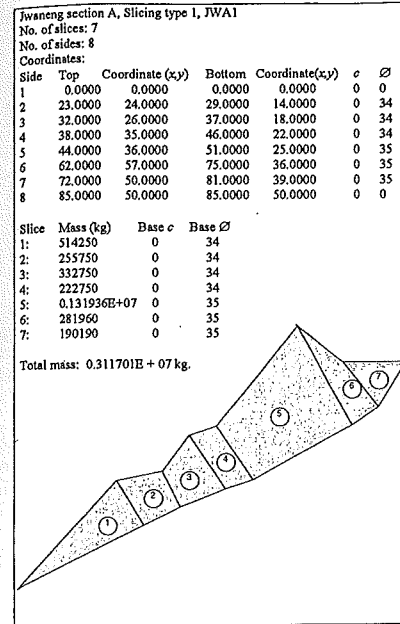 Jwaneng section A, Slicing type 1, JWA1
No. of slices: 7
No. of sides: 8
Coordinates:
Side Top Coordinate (x,y) Bottom Coordinate(x,y) c Ø
1 0.0000 0.0000 0.0000 0.0000 0 0
2 23.0000 24.0000 29.0000 14.0000 0 34
3 32.0000 26.0000 37.0000 18.0000 0 34
4 38.0000 35.0000 46.0000 22.0000 0 34
5 44.0000 36.0000 51.0000 25.0000 0 35
6 62.0000 57.0000 75.0000 36.0000 0 35
7 72.0000 50.0000 81.0000 39.0000 0 35
8 85.0000 50.0000 85.0000 50.0000 0 0
Slice Mass (kg) Base c Base Ø
1: 514250 0 34
2: 255750 0 34
3: 332750 0 34
4: 222750 0 34
5: 0.131936E+07 0 35
6: 281960 0 35
7: 190190 0 35
Total mass: 0.311701E + 07 kg.
7
6
5
4
3
2
1